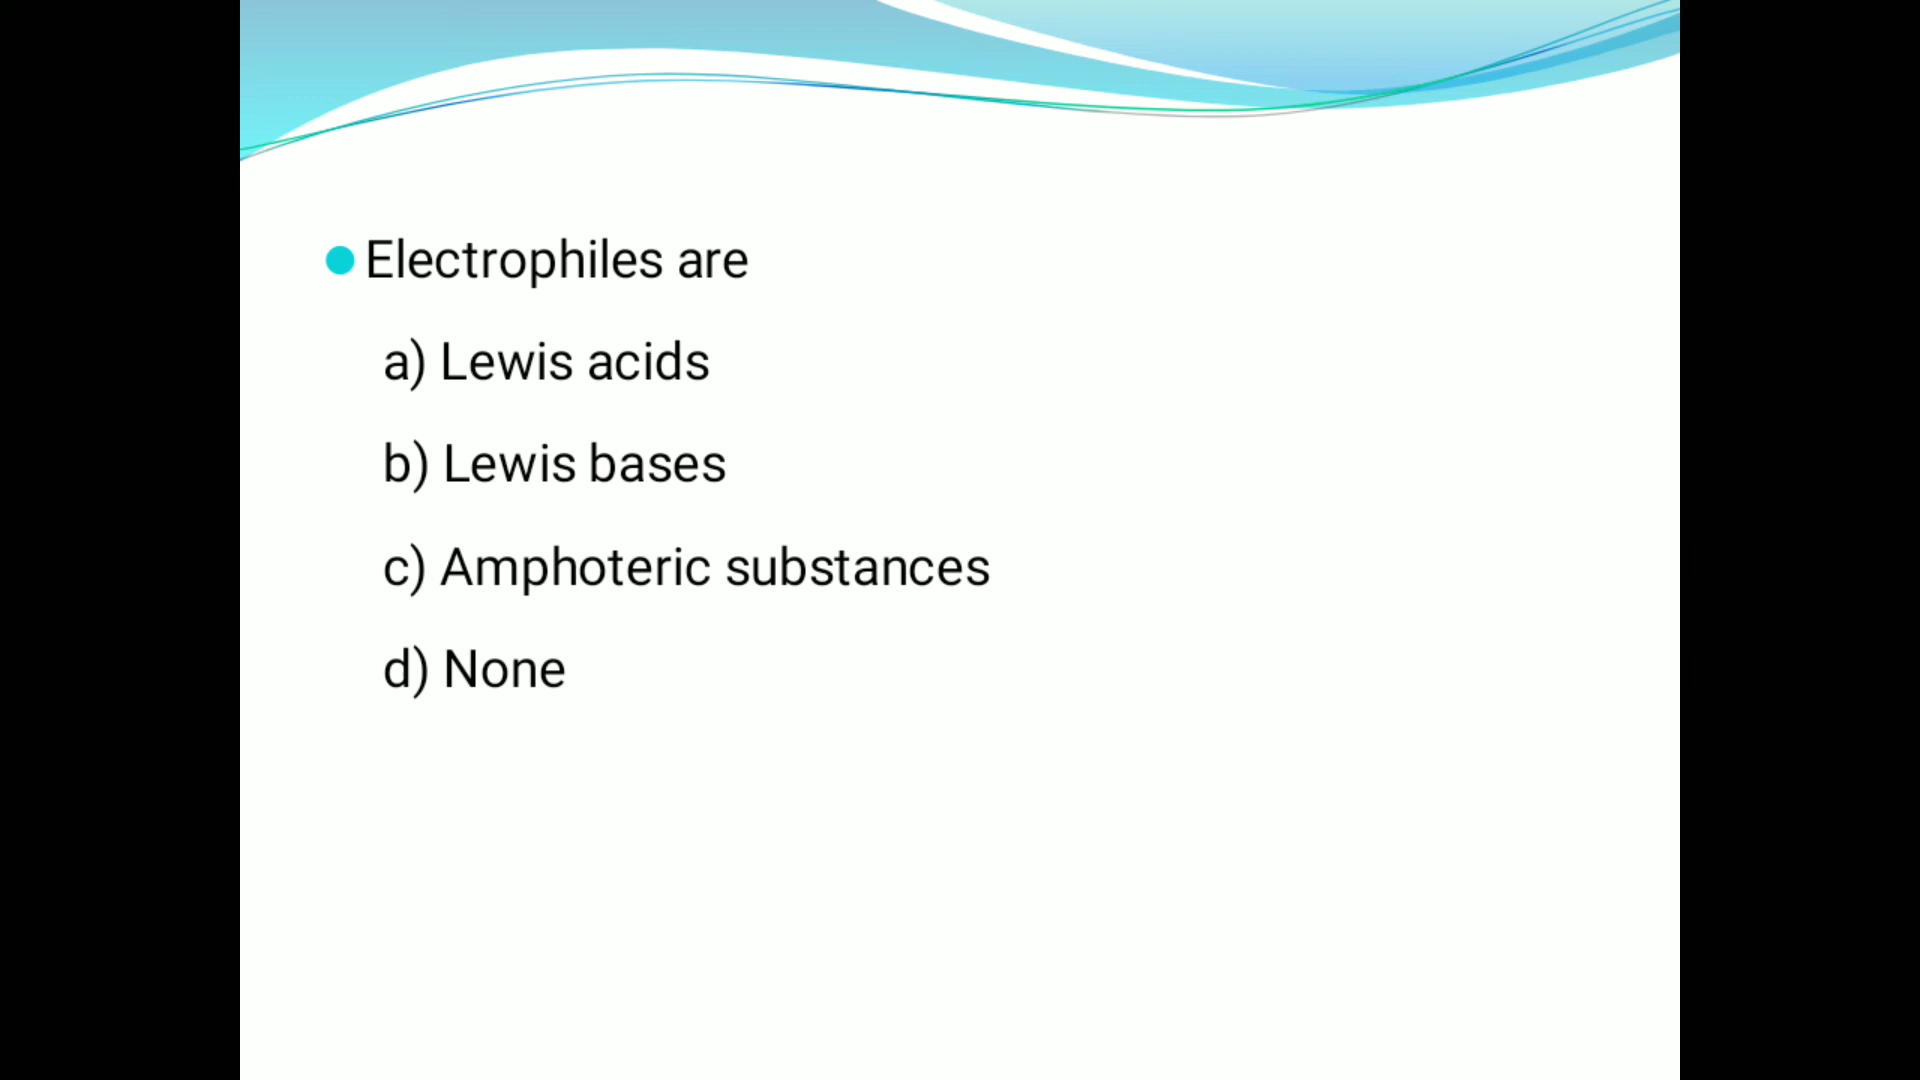 Electrophiles are
a) Lewis acids
b) Lewis bases
c) Amphoteric substances
d) None